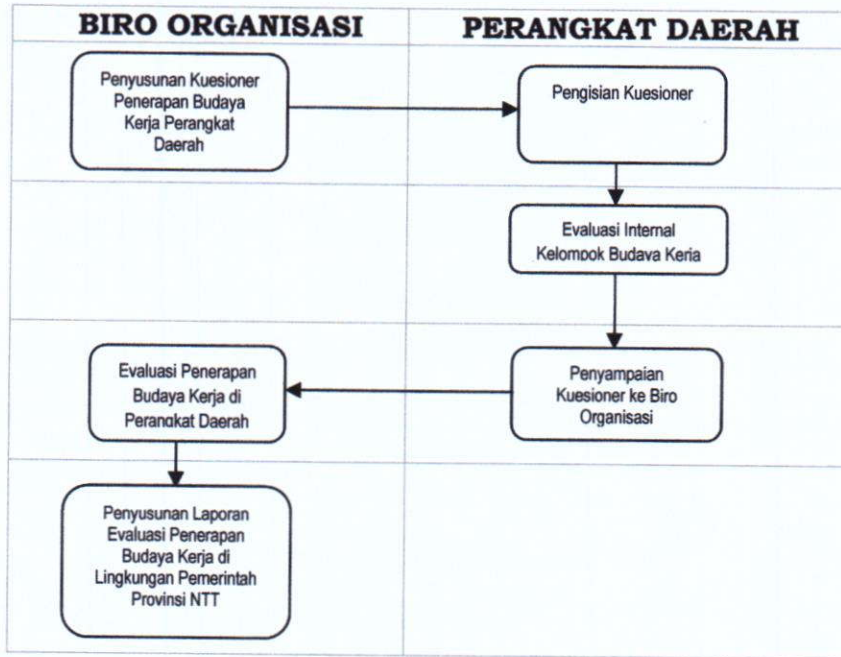 BIRO ORGANISASI
PERANGKAT DAERAH
Penyusunan Kuesioner
Penerapan Budaya
Kerja Perangkat
Daerah
Pengisian Kuesioner
Evaluasi Internal
Kelompok Budaya Kerja
Evaluasi Penerapan
Budaya Kerja di
Perangkat Daerah
Penyampaian
Kuesioner ke Biro
Organisasi
Penyusunan Laporan
Evaluasi Penerapan
Budaya Kerja di
Lingkungan Pemerintah
Provinsi NTT